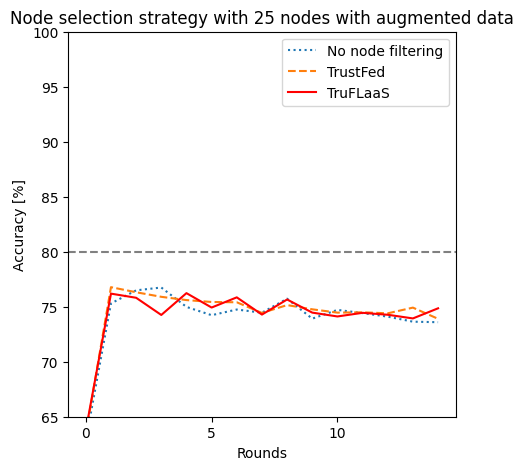 Node selection strategy with 25 nodes with augmented data
100
95
90
85
80
75
70
65
Accuracy [%]
No node filtering
TrustFed
TruFLaaS
0
5
10
Rounds